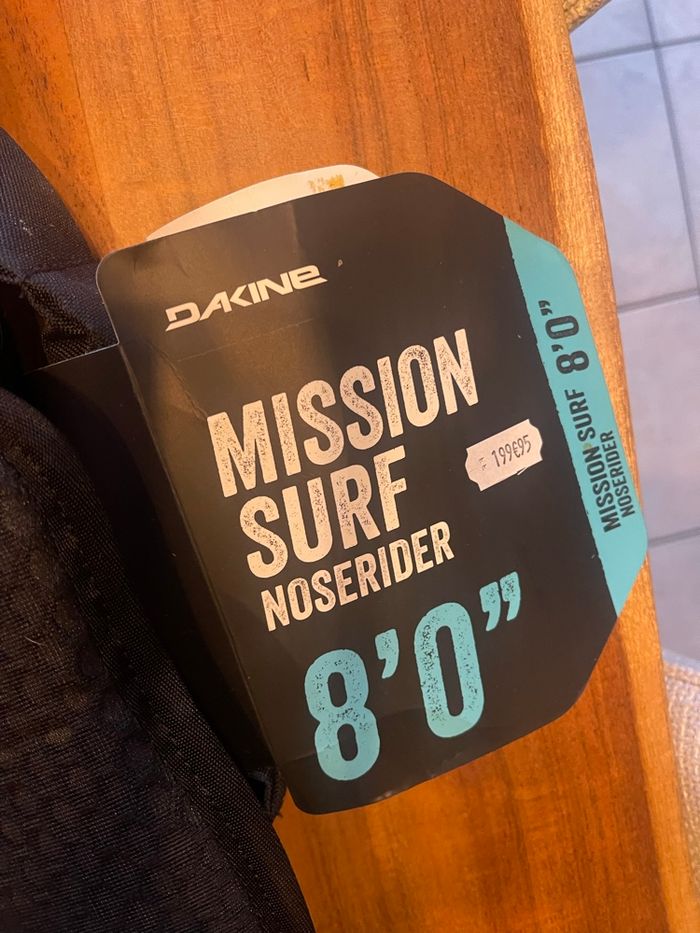 DAKINE
MISSION
SURF
NOSERIDER
8'0"
199€95
MISSION SURF 8'0"
NOSERIDER